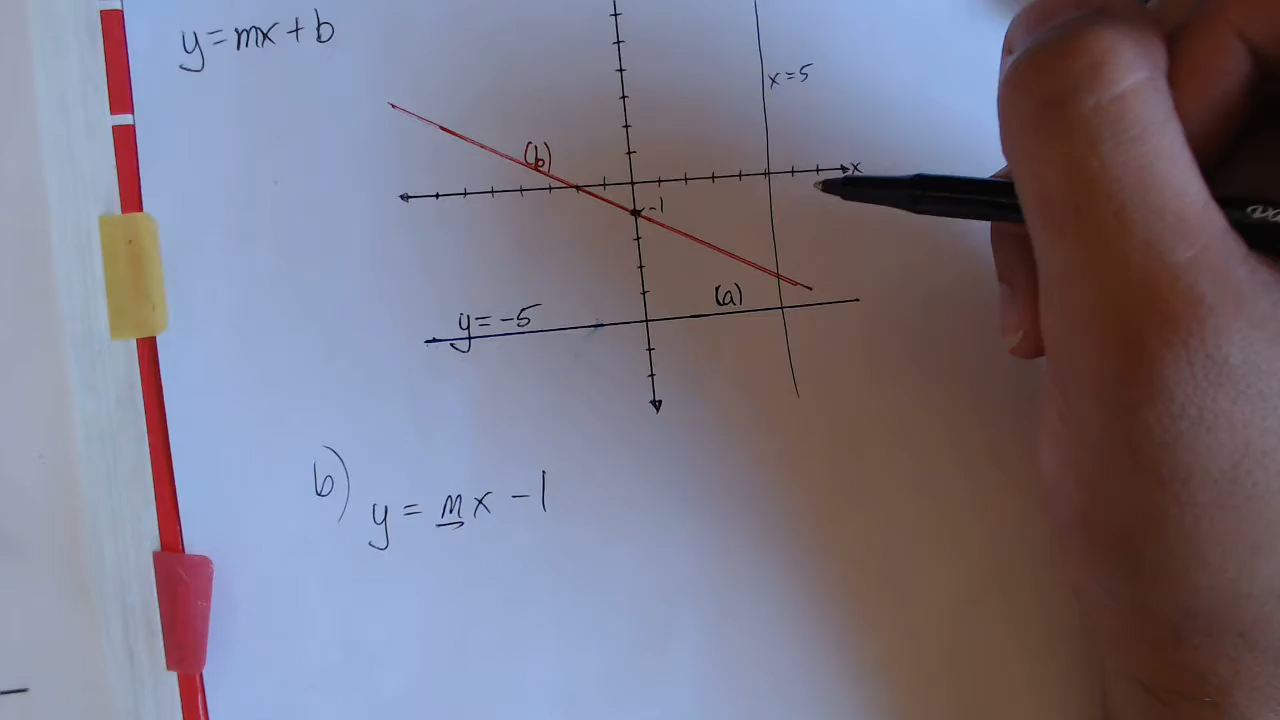 y=mx+b
x=5
(b)
x
-1
(a)
y=-5
b) y = mx -1